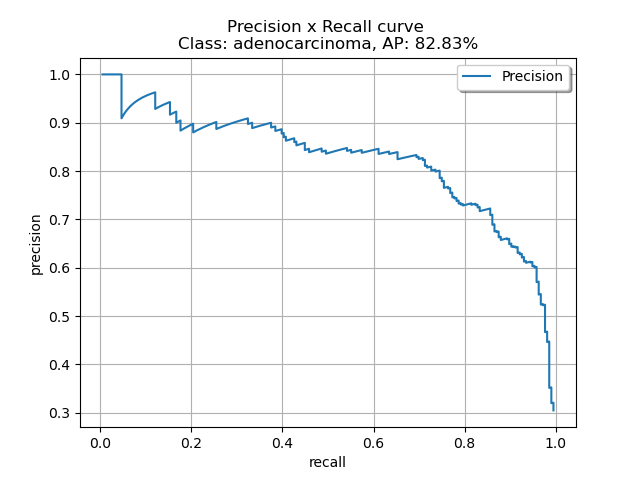 Precision x Recall curve
Class: adenocarcinoma, AP: 82.83%
Precision
1.0
0.9
0.8
0.7
0.6
0.5
0.4
0.3
precision
0.0 0.2 0.4 0.6 0.8 1.0
recall